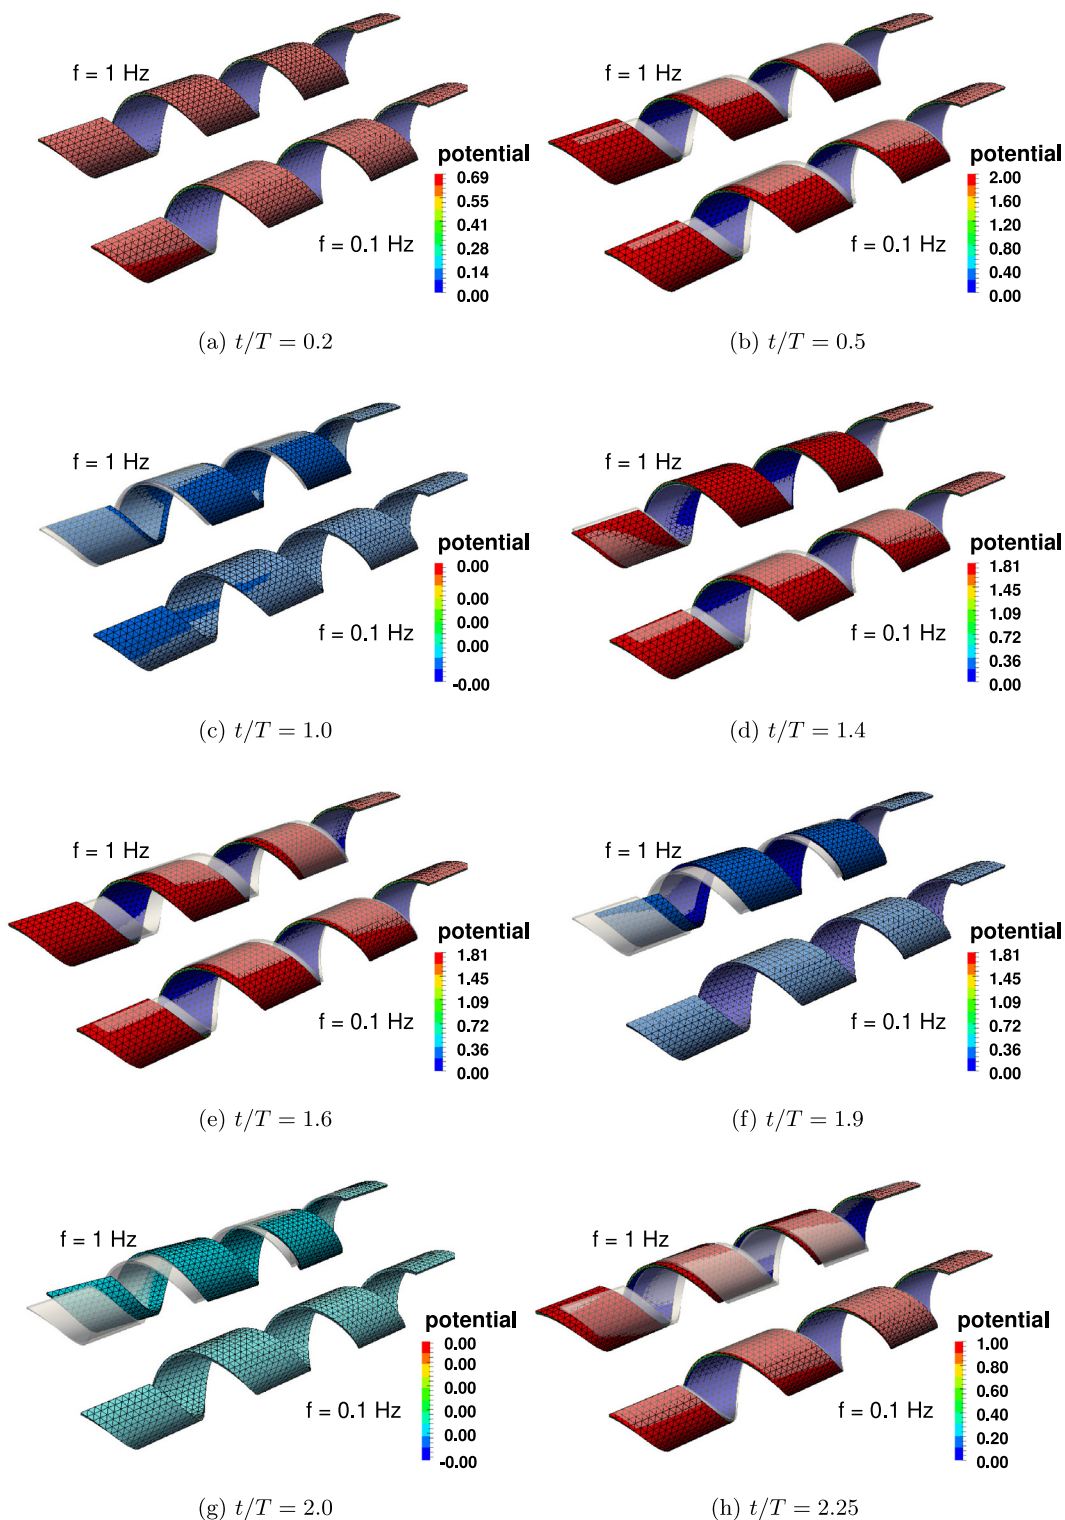 f = 1 Hz
potential
0.69
0.55
0.41
0.28
0.14
0.00
f = 0.1 Hz
(a) t/T = 0.2
f = 1 Hz
potential
2.00
1.60
1.20
0.80
0.40
0.00
f = 0.1 Hz
(b) t/T = 0.5
f = 1 Hz
potential
0.00
0.00
0.00
0.00
-0.00
f = 0.1 Hz
(c) t/T = 1.0
f = 1 Hz
potential
1.81
1.45
1.09
0.72
0.36
0.00
f = 0.1 Hz
(d) t/T = 1.4
f = 1 Hz
potential
1.81
1.45
1.09
0.72
0.36
0.00
f = 0.1 Hz
(e) t/T = 1.6
f = 1 Hz
potential
1.81
1.45
1.09
0.72
0.36
0.00
f = 0.1 Hz
(f) t/T = 1.9
f = 1 Hz
potential
0.00
0.00
0.00
0.00
0.00
-0.00
f = 0.1 Hz
(g) t/T = 2.0
f = 1 Hz
potential
1.00
0.80
0.60
0.40
0.20
0.00
f = 0.1 Hz
(h) t/T = 2.25